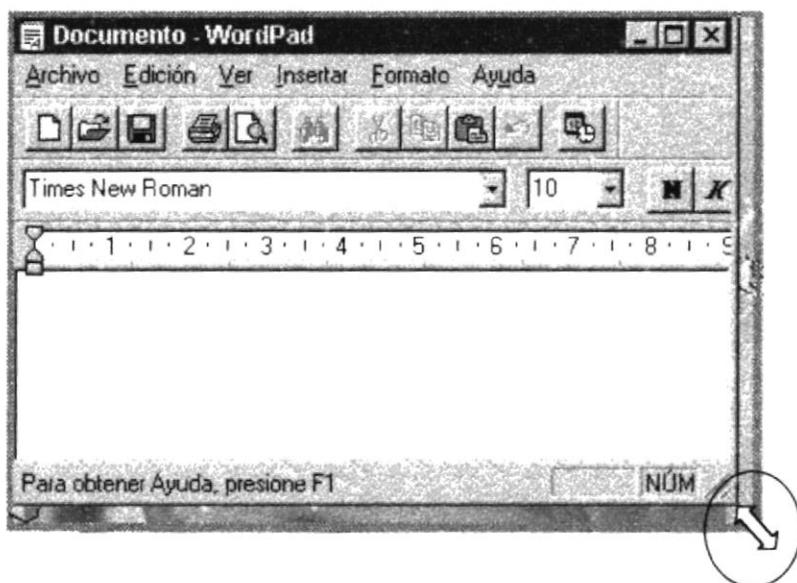 Documento - WordPad
Archivo Edición Ver Insertar Formato Ayuda
Times New Roman 10 N K
1 2 3 4 5 6 7 8 9
Para obtener Ayuda, presione F1 NÚM